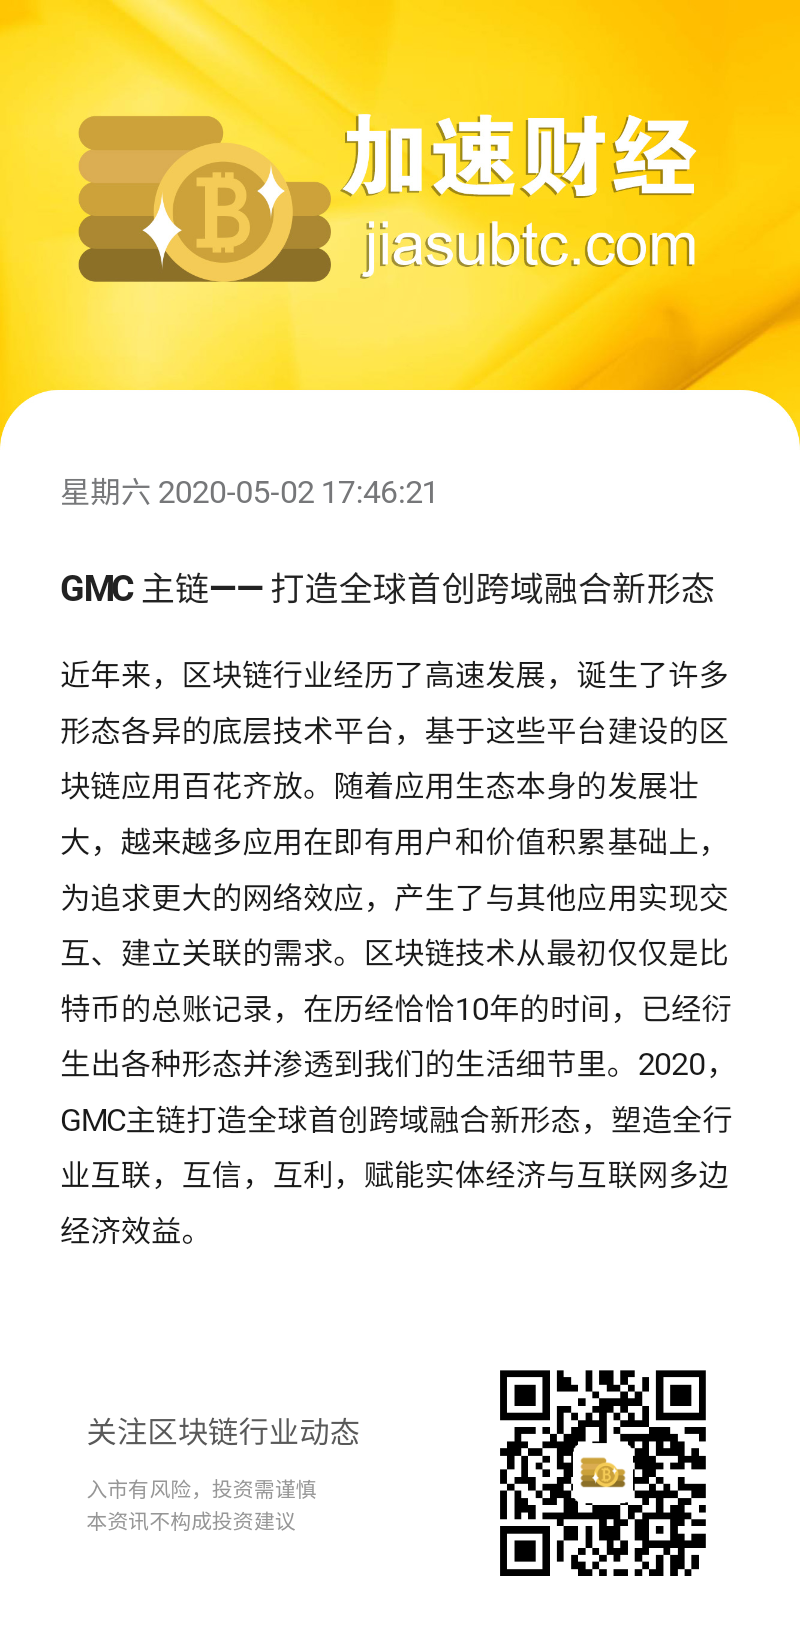 加速财经
jiasubtc.com
星期六 2020-05-02 17:46:21
GMC 主链—— 打造全球首创跨域融合新形态
近年来，区块链行业经历了高速发展，诞生了许多
形态各异的底层技术平台，基于这些平台建设的区
块链应用百花齐放。随着应用生态本身的发展壮
大，越来越多应用在即有用户和价值积累基础上，
为追求更大的网络效应，产生了与其他应用实现交
互、建立关联的需求。区块链技术从最初仅仅是比
特币的总账记录，在历经恰恰10年的时间，已经衍
生出各种形态并渗透到我们的生活细节里。2020，
GMC主链打造全球首创跨域融合新形态，塑造全行
业互联，互信，互利，赋能实体经济与互联网多边
经济效益。
关注区块链行业动态
入市有风险，投资需谨慎
本资讯不构成投资建议